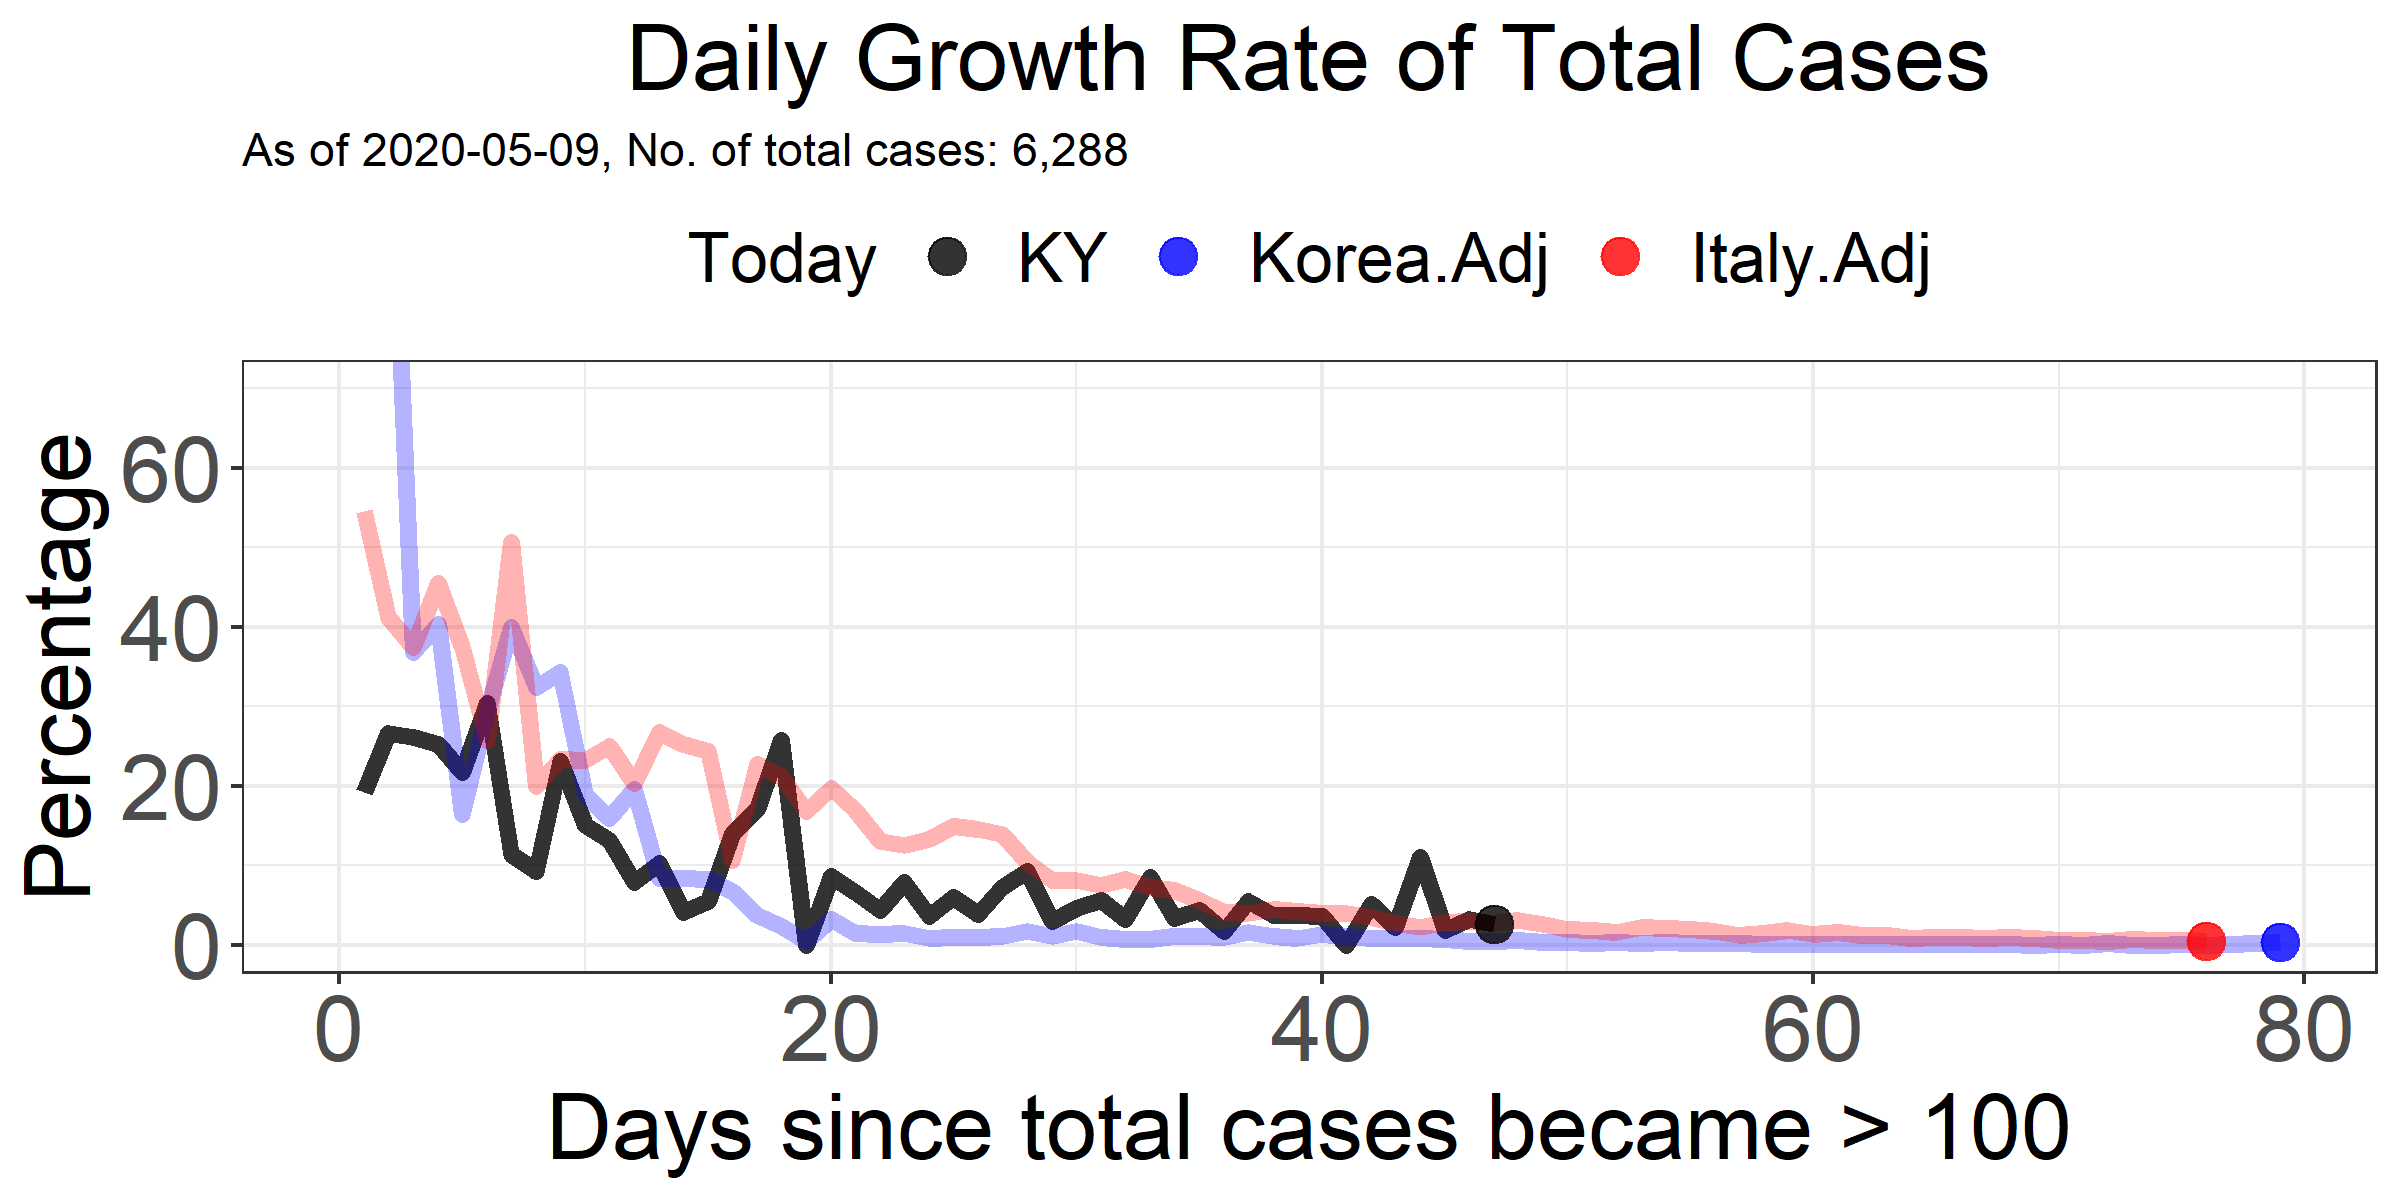 Daily Growth Rate of Total Cases
As of 2020-05-09, No. of total cases: 6,288
Today KY Korea.Adj Italy.Adj
Percentage
60
40
20
0
0 20 40 60 80
Days since total cases became > 100